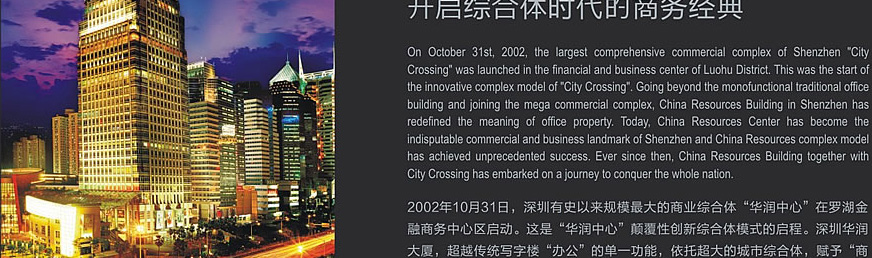 开启综合体时代的商务经典
On October 31st, 2002, the largest comprehensive commercial complex of Shenzhen "City
Crossing" was launched in the financial and business center of Luohu District. This was the start of
the innovative complex model of "City Crossing". Going beyond the monofunctional traditional office
building and joining the mega commercial complex, China Resources Building in Shenzhen has
redefined the meaning of office property. Today, China Resources Center has become the
indisputable commercial and business landmark of Shenzhen and China Resources complex model
has achieved unprecedented success. Ever since then, China Resources Building together with
City Crossing has embarked on a journey to conquer the whole nation.
2002年10月31日，深圳有史以来规模最大的商业综合体“华润中心”在罗湖金
融商务中心区启动。这是“华润中心”颠覆性创新综合体模式的启程。深圳华润
大厦，超越传统写字楼“办公”的单一功能，依托超大的城市综合体，赋予“商